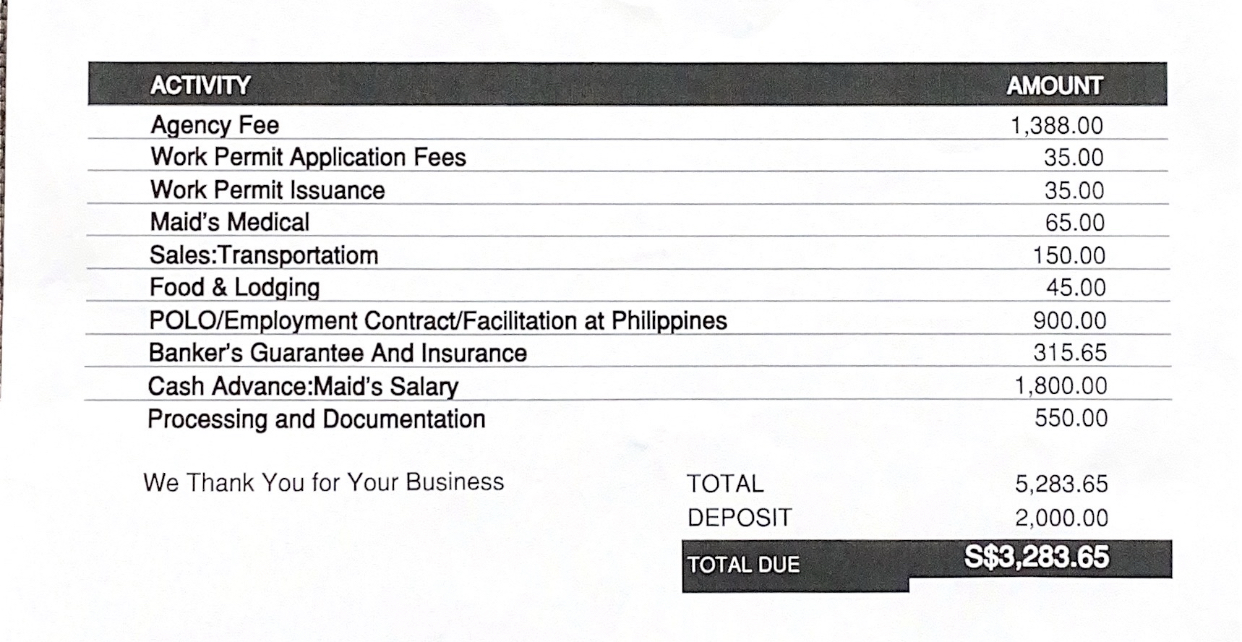 ACTIVITY AMOUNT
Agency Fee 1,388.00
Work Permit Application Fees 35.00
Work Permit Issuance 35.00
Maid's Medical 65.00
Sales:Transportatiom 150.00
Food & Lodging 45.00
POLO/Employment Contract/Facilitation at Philippines 900.00
Banker's Guarantee And Insurance 315.65
Cash Advance:Maid's Salary 1,800.00
Processing and Documentation 550.00
We Thank You for Your Business TOTAL 5,283.65
DEPOSIT 2,000.00
TOTAL DUE S$3,283.65